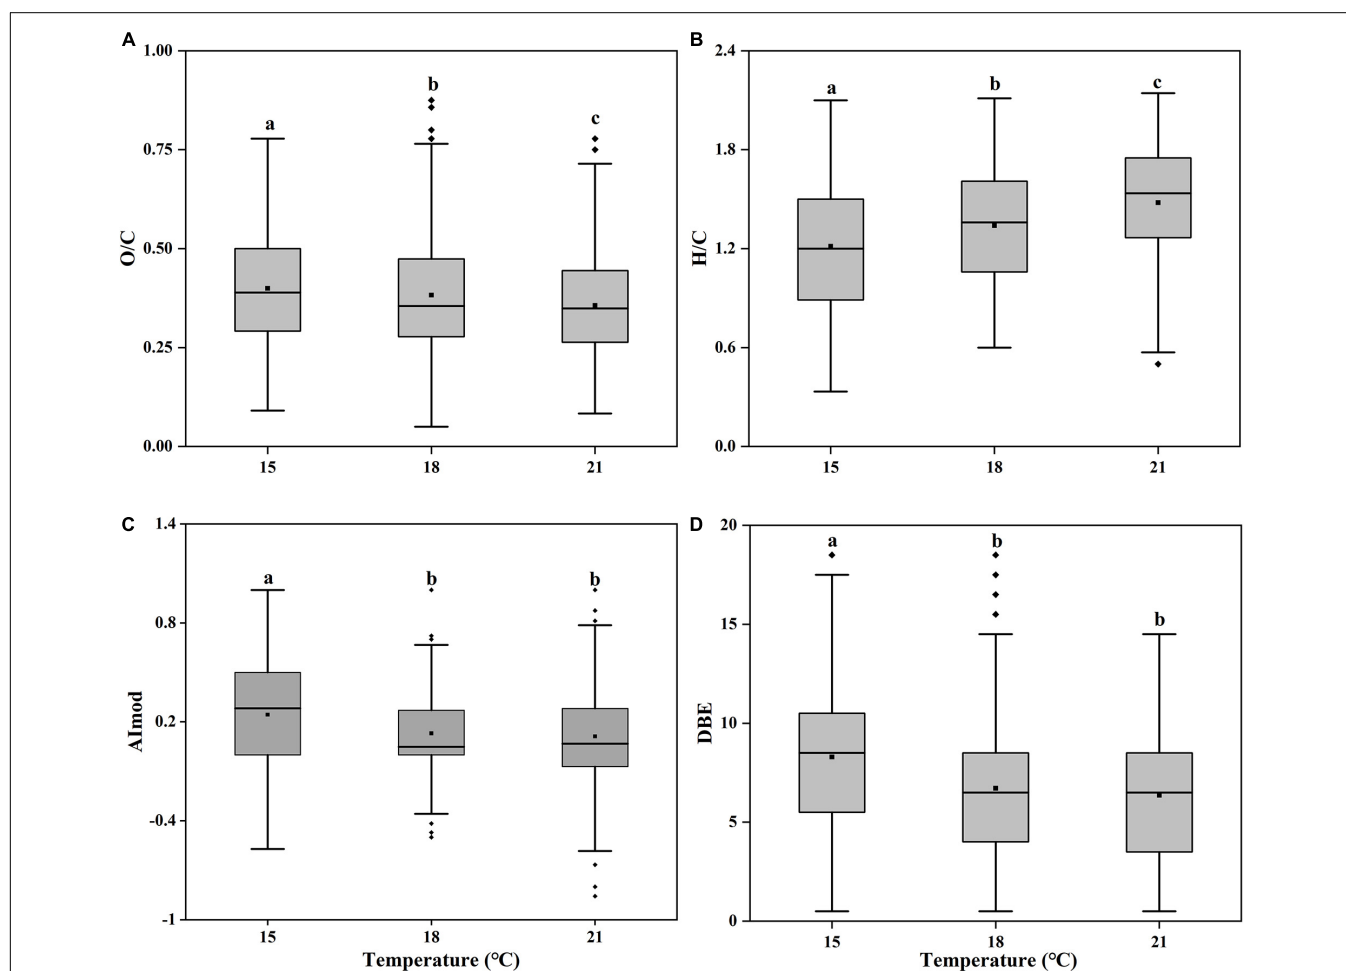 A
1.00
0.75
0.50
0.25
0.00
O/C
a
b
c
15 18 21
B
2.4
1.8
1.2
0.6
0.0
H/C
a
b
c
15 18 21
C
1.4
0.8
0.2
-0.4
-1
AImod
a
b
b
15 18 21
Temperature (°C)
D
20
15
10
5
0
DBE
a
b
b
15 18 21
Temperature (°C)